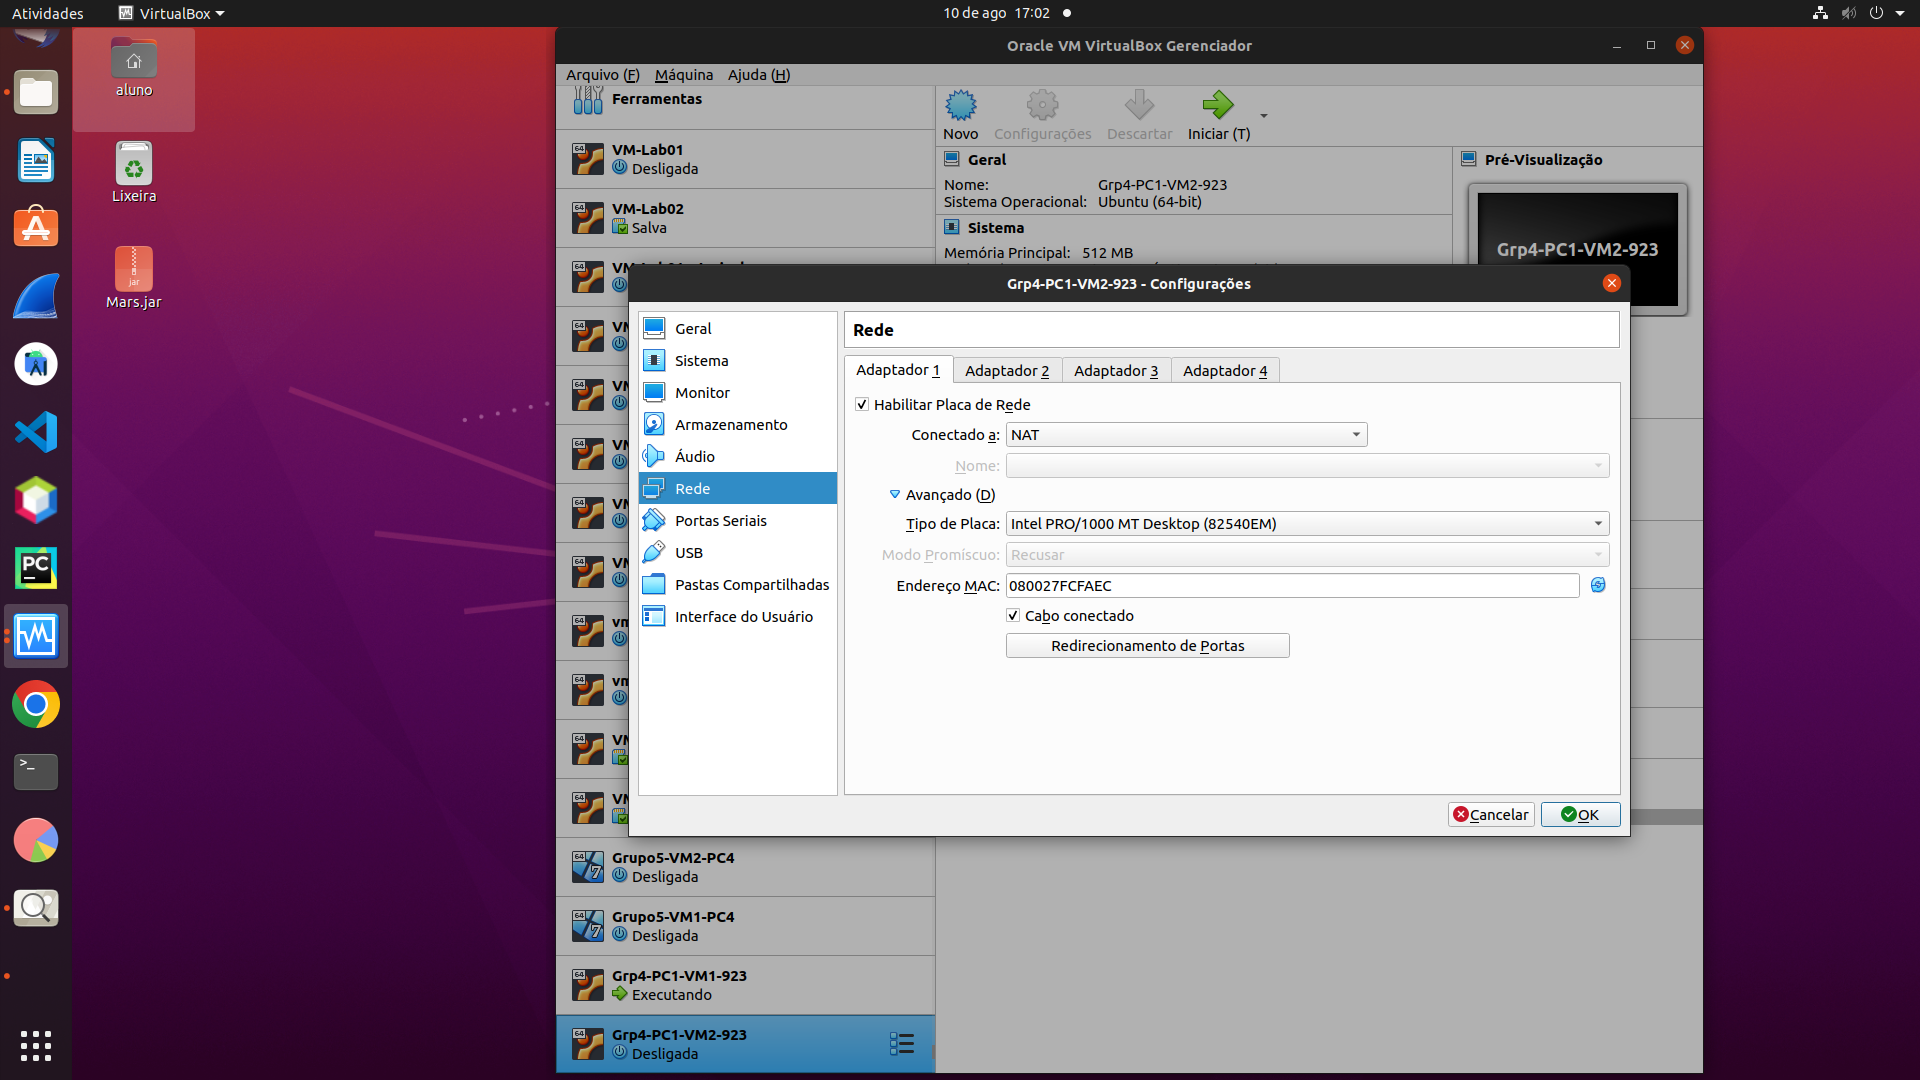 Atividades
VirtualBox
10 de ago 17:02
aluno
Lixeira
jar
Mars.jar
PC
Oracle VM VirtualBox Gerenciador
Arquivo (F) Máquina Ajuda (H)
Ferramentas
VM-Lab01
Desligada
VM-Lab02
Salva
Grupo5-VM2-PC4
Desligada
Grupo5-VM1-PC4
Desligada
Grp4-PC1-VM1-923
Executando
Grp4-PC1-VM2-923
Desligada
Novo
Configurações
Descartar
Iniciar (T)
Geral
Nome: Grp4-PC1-VM2-923
Sistema Operacional: Ubuntu (64-bit)
Sistema
Memória Principal: 512 MB
Pré-Visualização
Grp4-PC1-VM2-923
Grp4-PC1-VM2-923 - Configurações
Geral
Sistema
Monitor
Armazenamento
Áudio
Rede
Portas Seriais
USB
Pastas Compartilhadas
Interface do Usuário
Rede
Adaptador 1 Adaptador 2 Adaptador 3 Adaptador 4
Habilitar Placa de Rede
Conectado a: NAT
Nome:
Avançado (D)
Tipo de Placa: Intel PRO/1000 MT Desktop (82540EM)
Modo Promíscuo: Recusar
Endereço MAC: 080027FCFAEC
Cabo conectado
Redirecionamento de Portas
Cancelar
OK